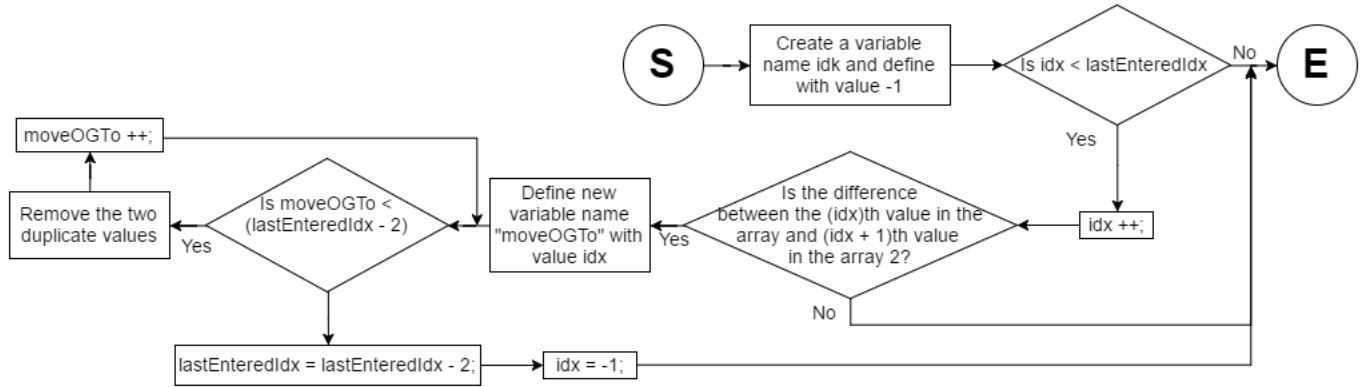 S
Create a variable
name idk and define
with value -1
Is idx < lastEnteredIdx
No
E
Yes
idx ++;
Is the difference
between the (idx)th value in the
array and (idx + 1)th value
in the array 2?
Yes
No
Define new
variable name
"moveOGTo" with
value idx
Is moveOGTo <
(lastEnteredIdx - 2)
Yes
Remove the two
duplicate values
moveOGTo ++;
lastEnteredIdx = lastEnteredIdx - 2;
idx = -1;